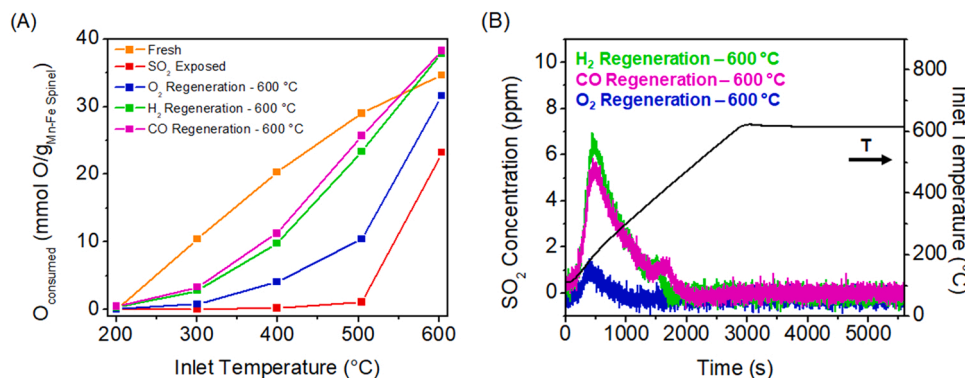 (A)
40
30
20
10
0
O consumed (mmol O/g Mn-Fe Spinel)
Fresh
SO2 Exposed
O2 Regeneration - 600 °C
H2 Regeneration - 600 °C
CO Regeneration - 600 °C
200 300 400 500 600
Inlet Temperature (°C)
(B)
10
8
6
4
2
0
SO2 Concentration (ppm)
H2 Regeneration – 600 °C
CO Regeneration – 600 °C
O2 Regeneration – 600 °C
T
800
600
400
200
0
Inlet Temperature (°C)
0 1000 2000 3000 4000 5000
Time (s)